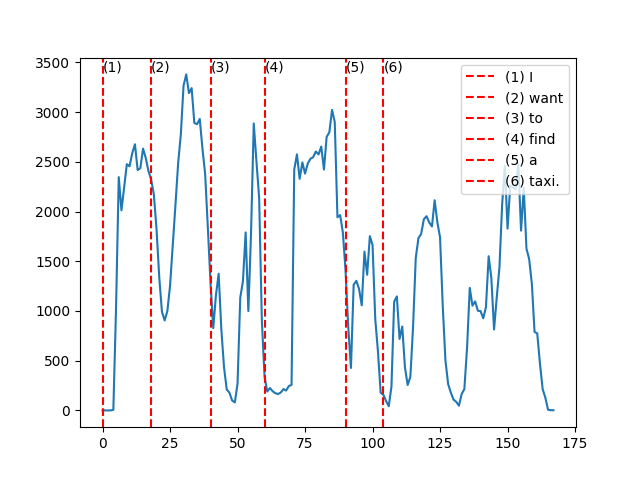 (1) (2) (3) (4) (5) (6)
3500
3000
2500
2000
1500
1000
500
0
(1) I
(2) want
(3) to
(4) find
(5) a
(6) taxi.
0 25 50 75 100 125 150 175